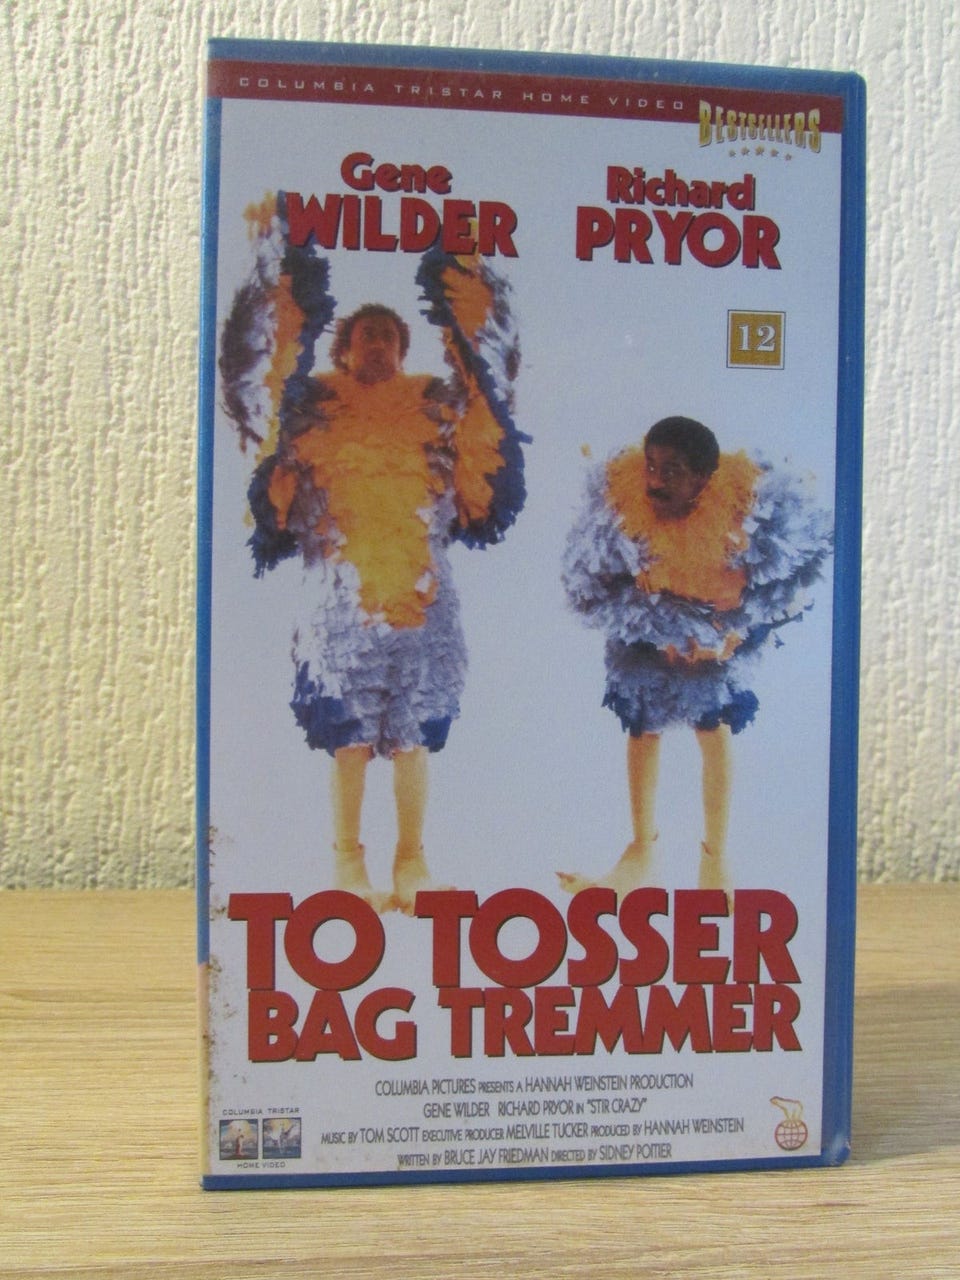 COLUMBIA TRISTAR HOME VIDEO
BESTSELLERS
Gene
WILDER
Richard
PRYOR
12
TO TOSSER
BAG TREMMER
COLUMBIA PICTURES PRESENTS A HANNAH WEINSTEIN PRODUCTION
GENE WILDER RICHARD PRYOR IN "STIR CRAZY"
MUSIC BY TOM SCOTT EXECUTIVE PRODUCER MELVILLE TUCKER PRODUCED BY HANNAH WEINSTEIN
WRITTEN BY BRUCE JAY FRIEDMAN DIRECTED BY SIDNEY POITIER
COLUMBIA TRISTAR
HOME VIDEO